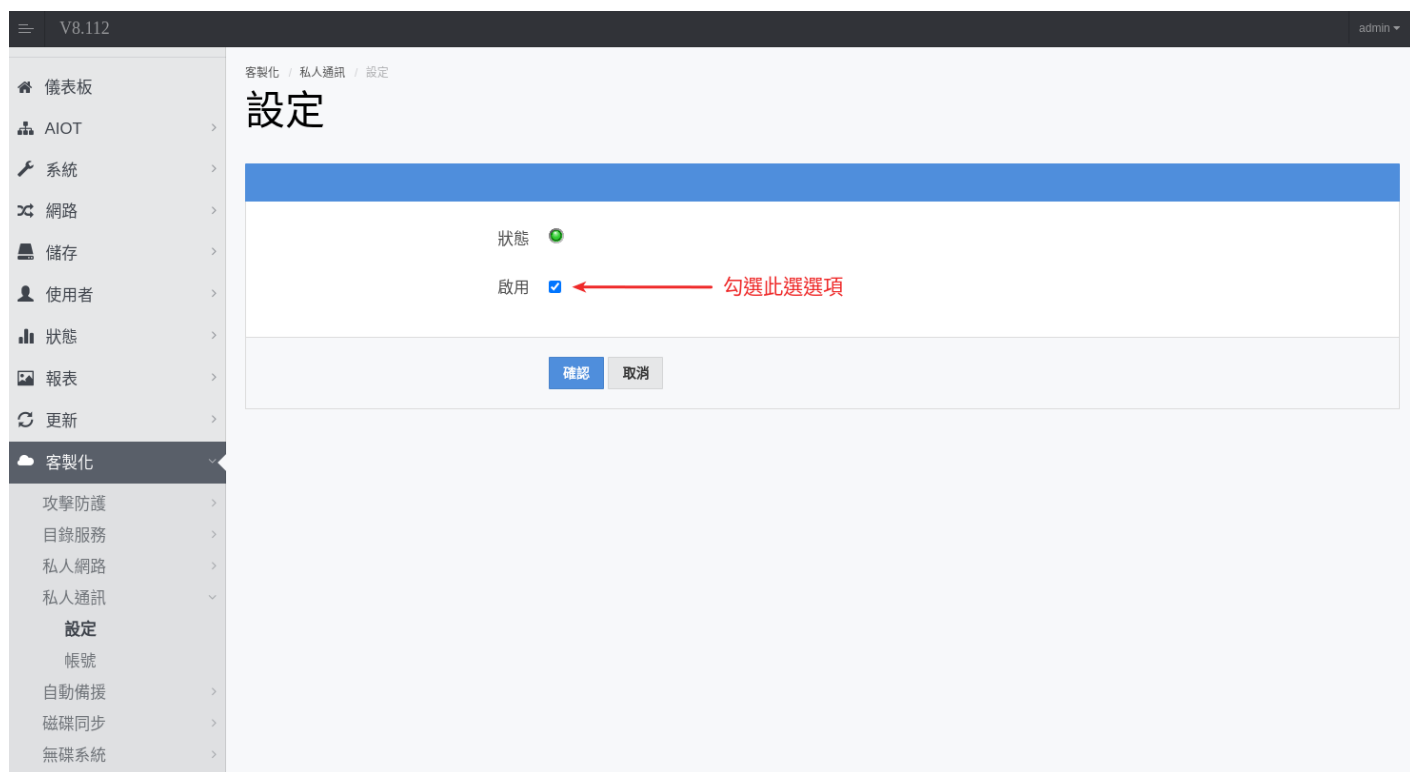 V8.112
admin
儀表板
AIOT
系統
網路
儲存
使用者
狀態
報表
更新
客製化
攻擊防護
目錄服務
私人網路
私人通訊
設定
帳號
自動備援
磁碟同步
無碟系統
客製化 / 私人通訊 / 設定
設定
狀態
啟用
勾選此選選項
確認 取消